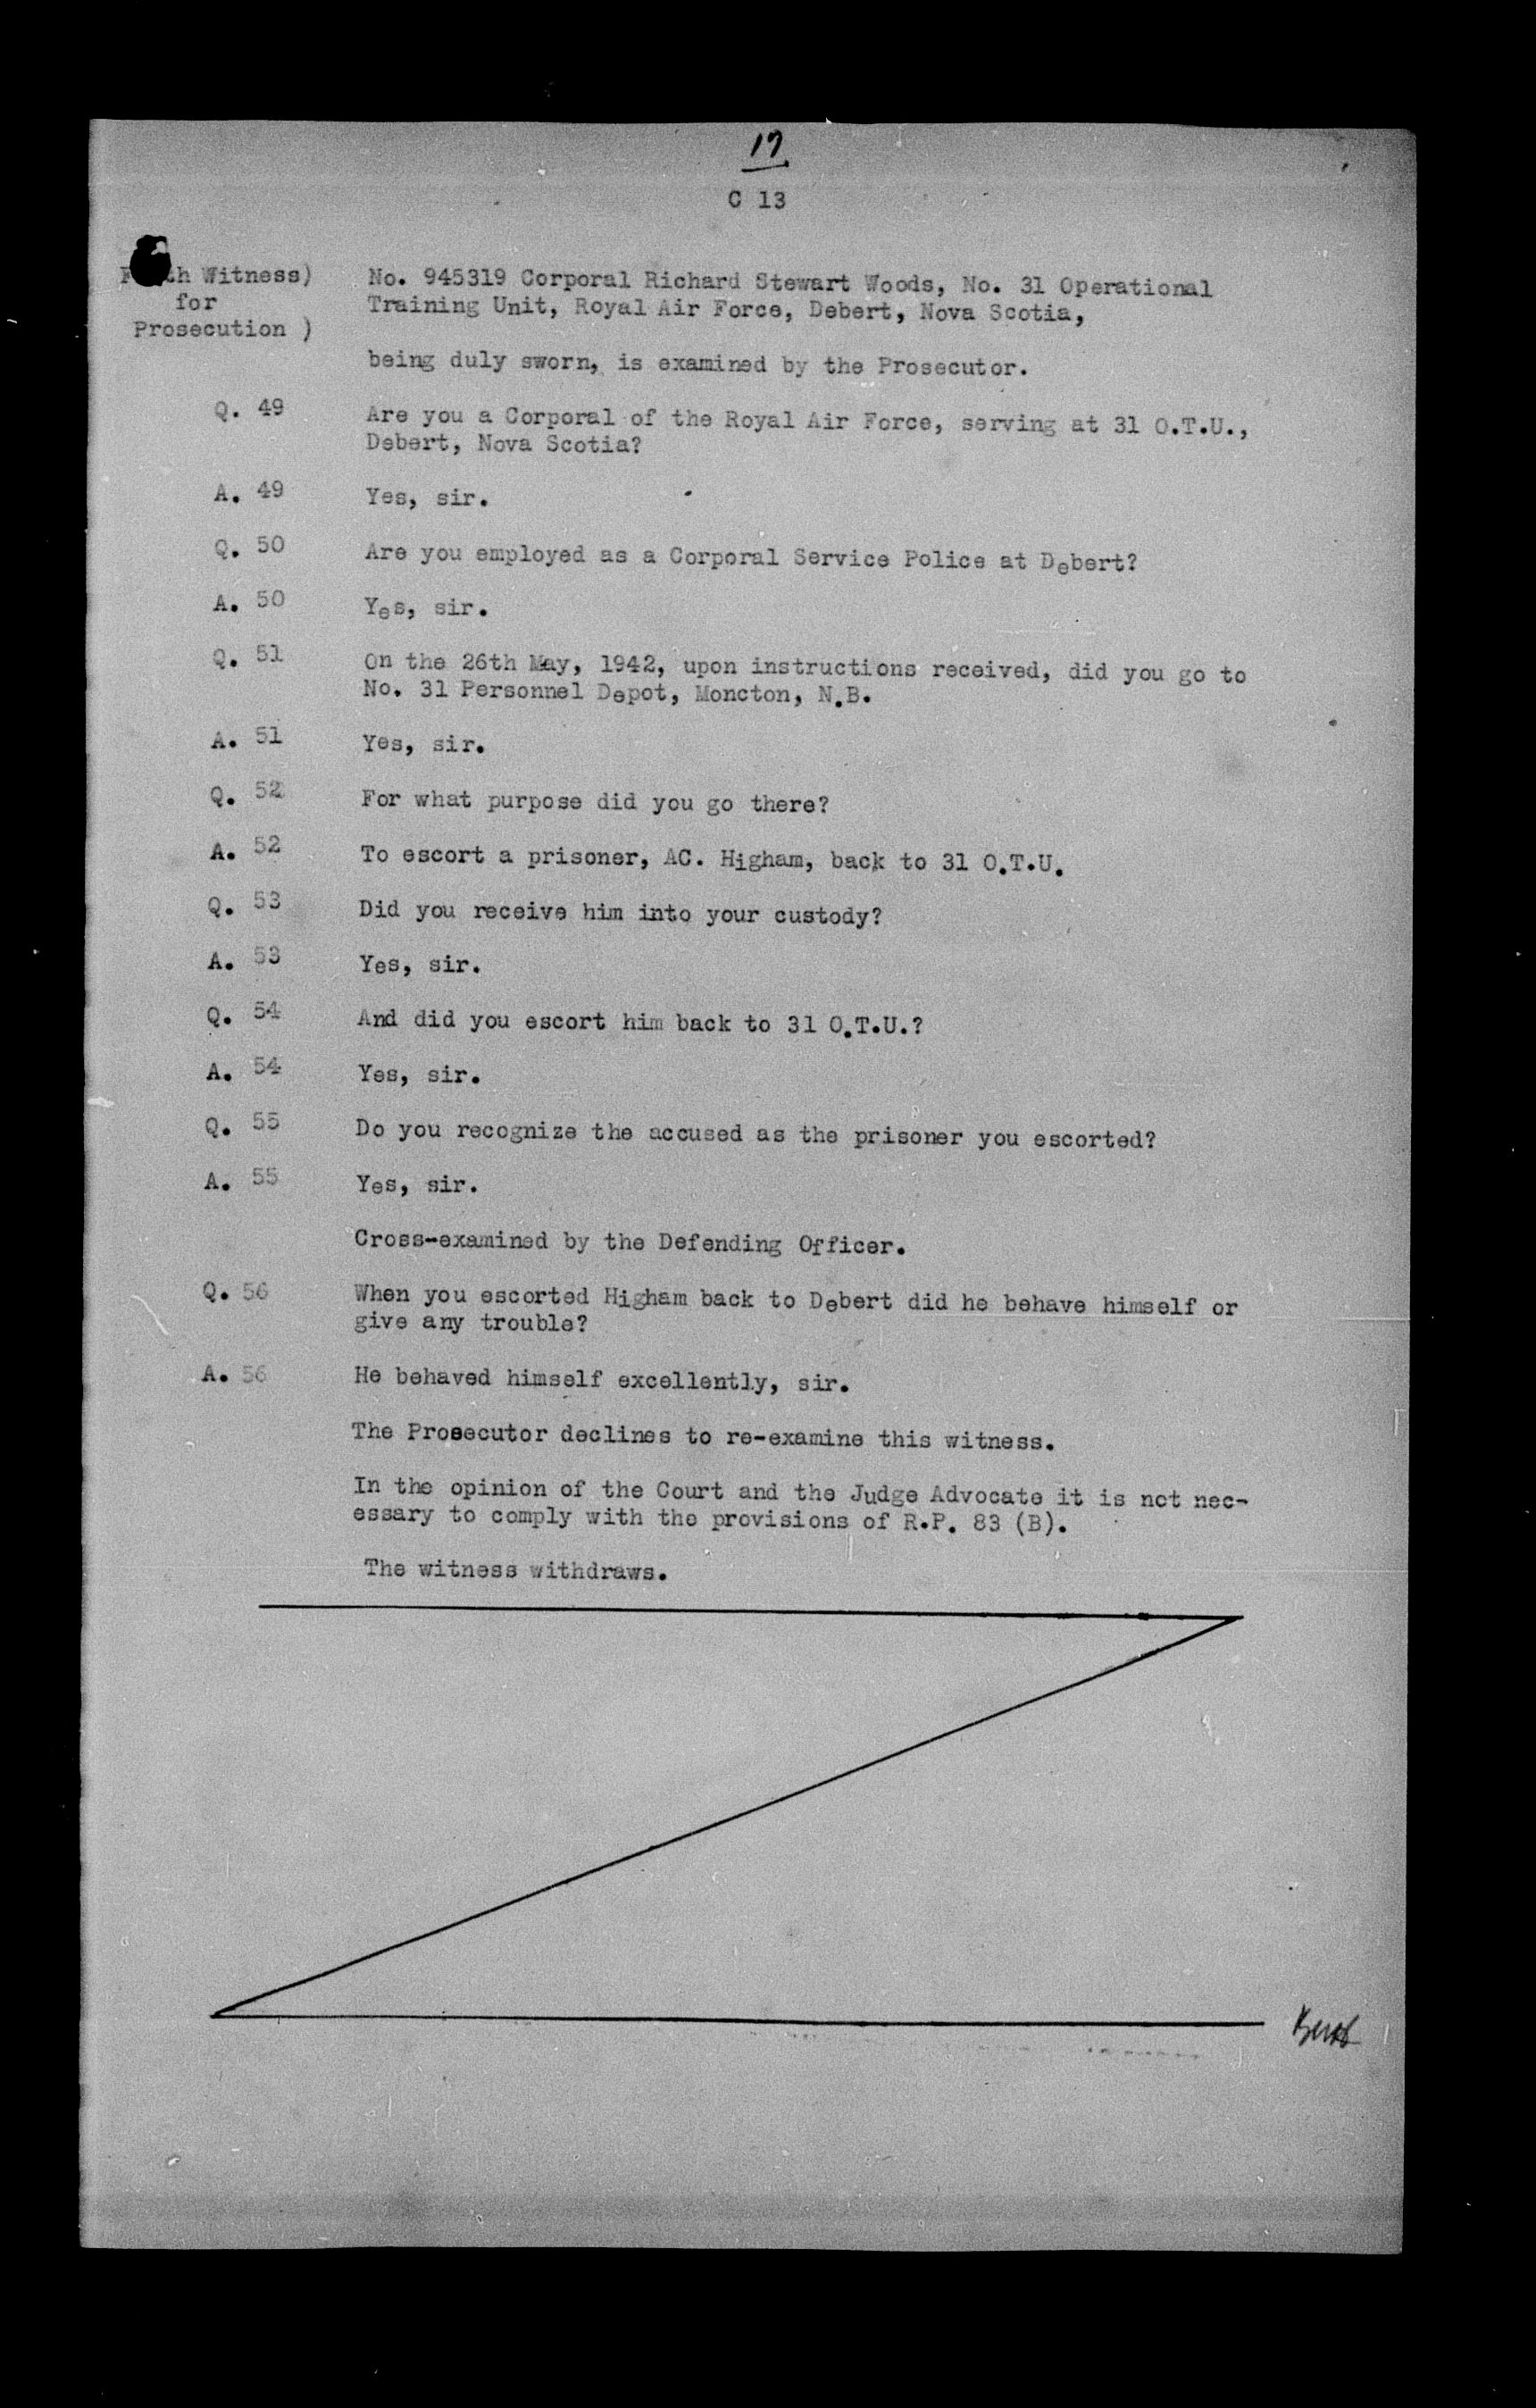 17
C 13
th Witness) No. 945319 Corporal Richard Stewart Woods, No. 31 Operational
for Training Unit, Royal Air Force, Debert, Nova Scotia,
Prosecution )
being duly sworn, is examined by the Prosecutor.
Q. 49 Are you a Corporal of the Royal Air Force, serving at 31 O.T.U.,
Debert, Nova Scotia?
A. 49 Yes, sir.
Q. 50 Are you employed as a Corporal Service Police at Debert?
A. 50 Yes, sir.
Q. 51 On the 26th May, 1942, upon instructions received, did you go to
No. 31 Personnel Depot, Moncton, N.B.
A. 51 Yes, sir.
Q. 52 For what purpose did you go there?
A. 52 To escort a prisoner, AC. Higham, back to 31 O.T.U.
Q. 53 Did you receive him into your custody?
A. 53 Yes, sir.
Q. 54 And did you escort him back to 31 O.T.U.?
A. 54 Yes, sir.
Q. 55 Do you recognize the accused as the prisoner you escorted?
A. 55 Yes, sir.
Cross-examined by the Defending Officer.
Q. 56 When you escorted Higham back to Debert did he behave himself or
give any trouble?
A. 56 He behaved himself excellently, sir.
The Prosecutor declines to re-examine this witness.
In the opinion of the Court and the Judge Advocate it is not nec-
essary to comply with the provisions of R.P. 83 (B).
The witness withdraws.